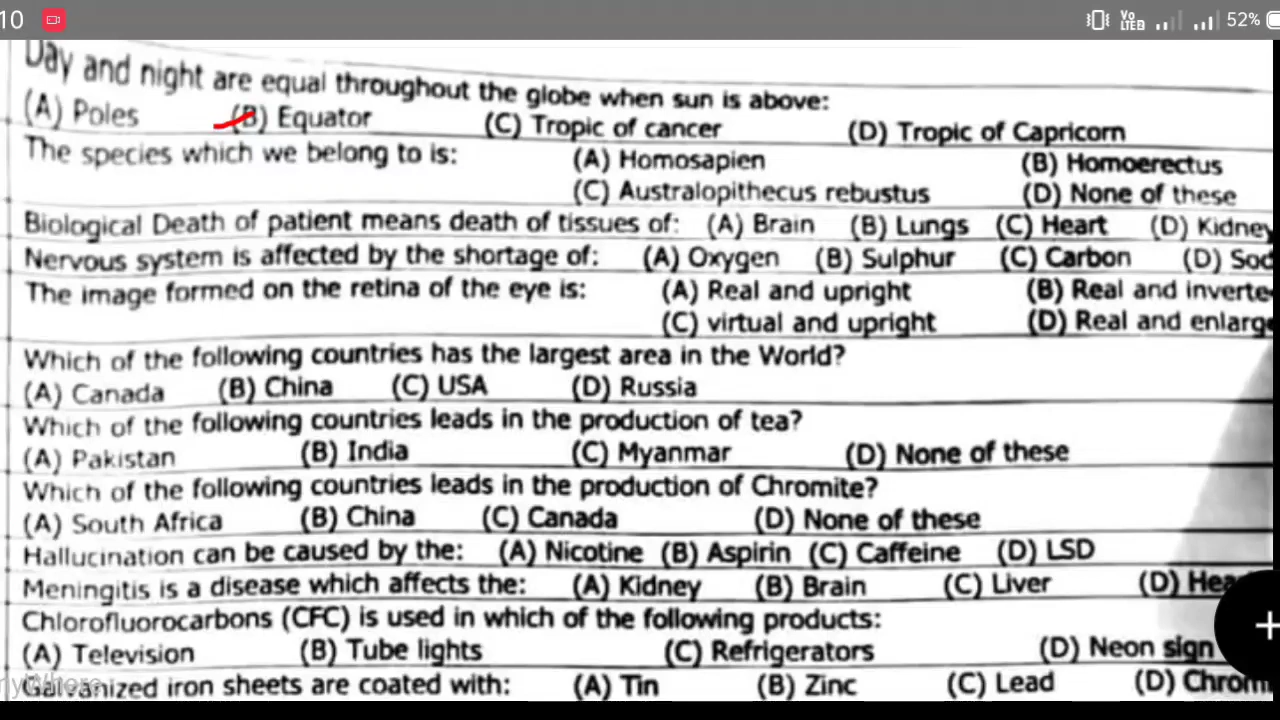 10 Vo LTE2 52%
Day and night are equal throughout the globe when sun is above:
(A) Poles (B) Equator (C) Tropic of cancer (D) Tropic of Capricorn
The species which we belong to is: (A) Homosapien (B) Homoerectus
(C) Australopithecus rebustus (D) None of these
Biological Death of patient means death of tissues of: (A) Brain (B) Lungs (C) Heart (D) Kidney
Nervous system is affected by the shortage of: (A) Oxygen (B) Sulphur (C) Carbon (D) Sod
The image formed on the retina of the eye is: (A) Real and upright (B) Real and inverte
(C) virtual and upright (D) Real and enlarge
Which of the following countries has the largest area in the World?
(A) Canada (B) China (C) USA (D) Russia
Which of the following countries leads in the production of tea?
(A) Pakistan (B) India (C) Myanmar (D) None of these
Which of the following countries leads in the production of Chromite?
(A) South Africa (B) China (C) Canada (D) None of these
Hallucination can be caused by the: (A) Nicotine (B) Aspirin (C) Caffeine (D) LSD
Meningitis is a disease which affects the: (A) Kidney (B) Brain (C) Liver (D) Hea
Chlorofluorocarbons (CFC) is used in which of the following products:
(A) Television (B) Tube lights (C) Refrigerators (D) Neon sign
Galvanized iron sheets are coated with: (A) Tin (B) Zinc (C) Lead (D) Chrom